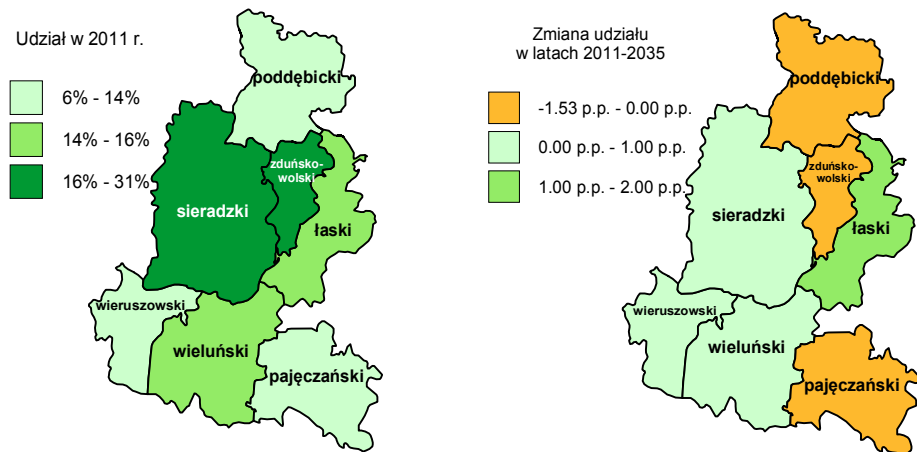 Udział w 2011 r.
6% - 14%
14% - 16%
16% - 31%
poddębicki
zduńsko-
wolski
sieradzki
łaski
wieruszowski
wieluński
pajęczański
Zmiana udziału
w latach 2011-2035
-1.53 p.p. - 0.00 p.p.
0.00 p.p. - 1.00 p.p.
1.00 p.p. - 2.00 p.p.
poddębicki
zduńsko-
wolski
sieradzki
łaski
wieruszowski
wieluński
pajęczański